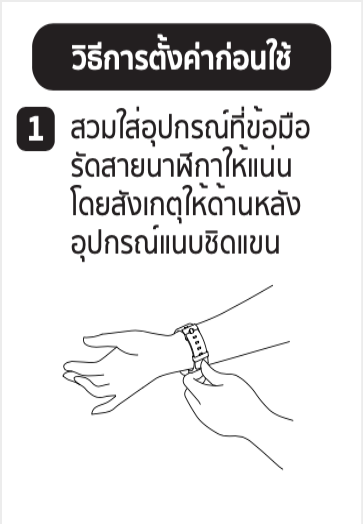 วิธีการตั้งค่าก่อนใช้
1 สวมใส่อุปกรณ์ที่ข้อมือ
รัดสายนาฬิกาให้แน่น
โดยสังเกตุให้ด้านหลัง
อุปกรณ์แนบชิดแขน